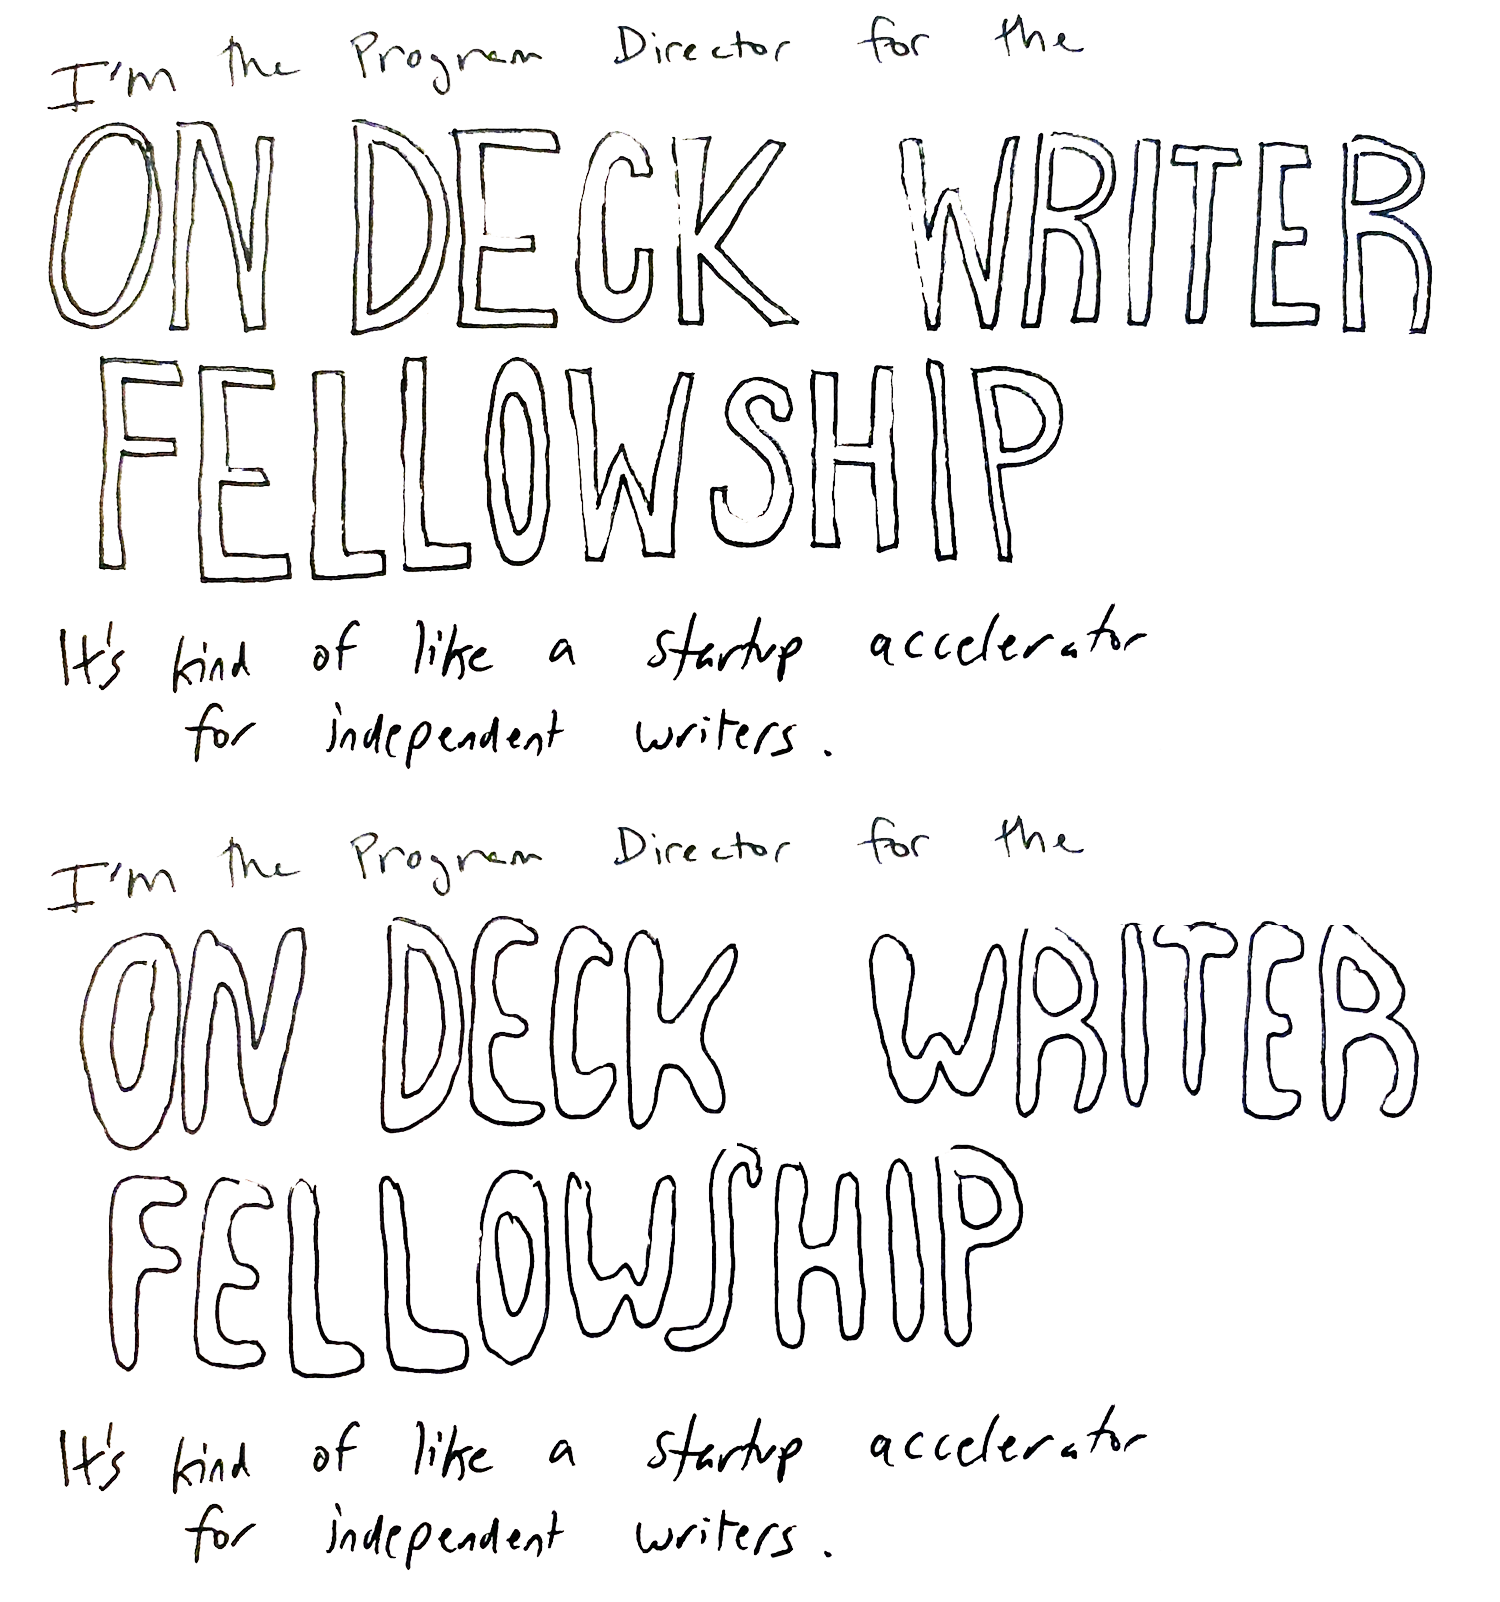 I'm the Program Director for the
ON DECK WRITER
FELLOWSHIP
It's kind of like a startup accelerator
for independent writers.
I'm the Program Director for the
ON DECK WRITER
FELLOWSHIP
It's kind of like a startup accelerator
for independent writers.